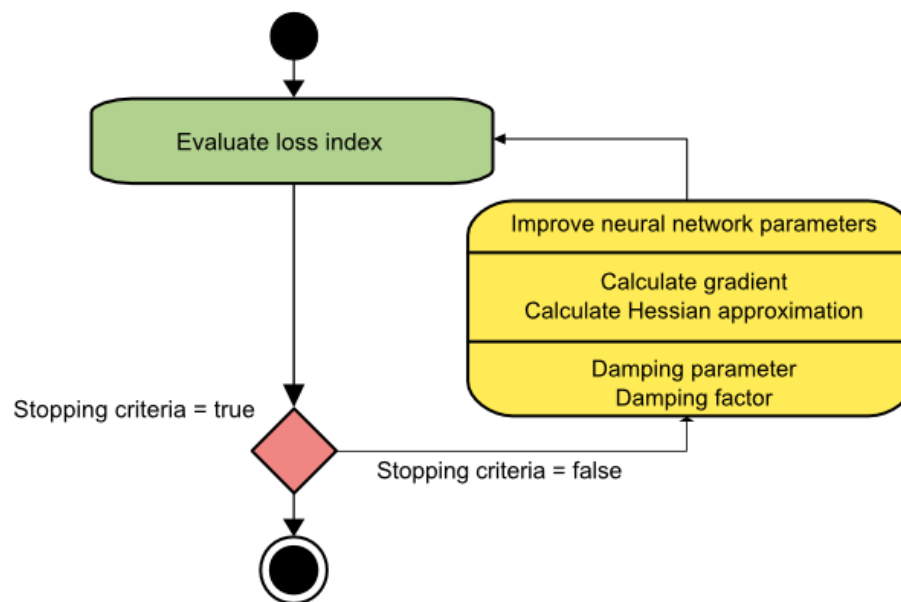 Evaluate loss index
Improve neural network parameters
Calculate gradient
Calculate Hessian approximation
Damping parameter
Damping factor
Stopping criteria = true
Stopping criteria = false